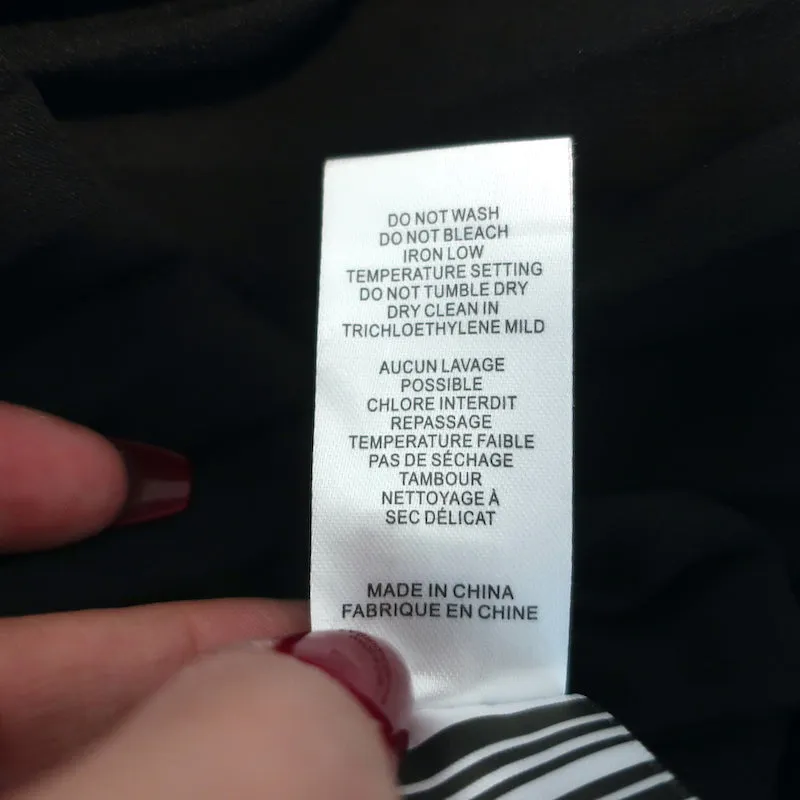 DO NOT WASH
DO NOT BLEACH
IRON LOW
TEMPERATURE SETTING
DO NOT TUMBLE DRY
DRY CLEAN IN
TRICHLOETHYLENE MILD
AUCUN LAVAGE
POSSIBLE
CHLORE INTERDIT
REPASSAGE
TEMPERATURE FAIBLE
PAS DE SÉCHAGE
TAMBOUR
NETTOYAGE À
SEC DÉLICAT
MADE IN CHINA
FABRIQUE EN CHINE